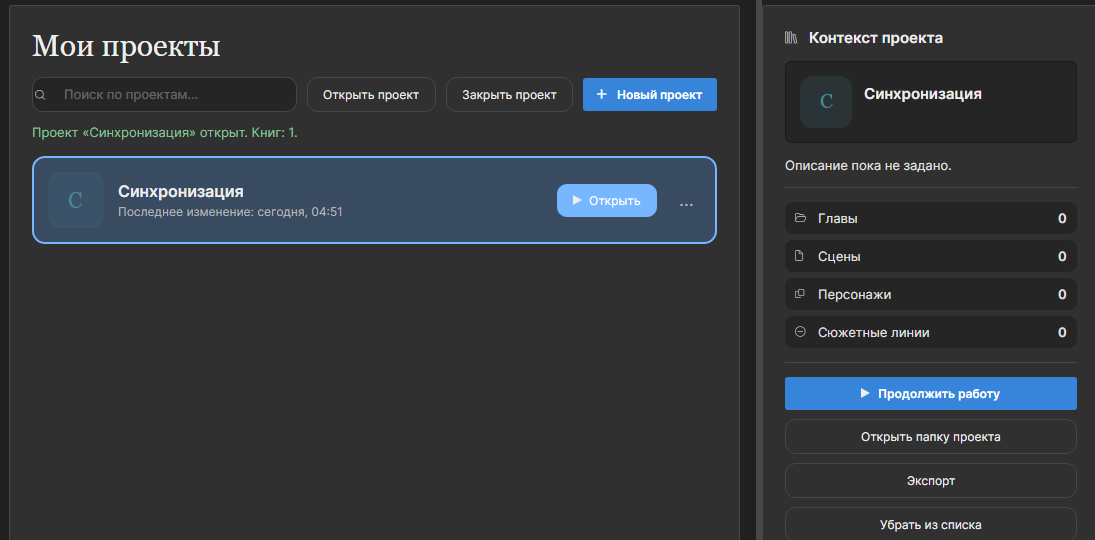 Мои проекты
Поиск по проектам...
Открыть проект
Закрыть проект
+ Новый проект
Проект «Синхронизация» открыт. Книг: 1.
С
Синхронизация
Последнее изменение: сегодня, 04:51
Открыть
...
Контекст проекта
С
Синхронизация
Описание пока не задано.
Главы 0
Сцены 0
Персонажи 0
Сюжетные линии 0
Продолжить работу
Открыть папку проекта
Экспорт
Убрать из списка